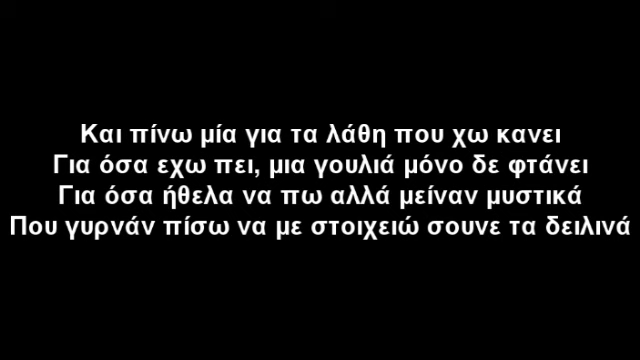 Και πίνω μία για τα λάθη που χω κανει
Για όσα εχω πει, μια γουλιά μόνο δε φτάνει
Για όσα ήθελα να πω αλλά μείναν μυστικά
Που γυρνάν πίσω να με στοιχειώ σουνε τα δειλινά